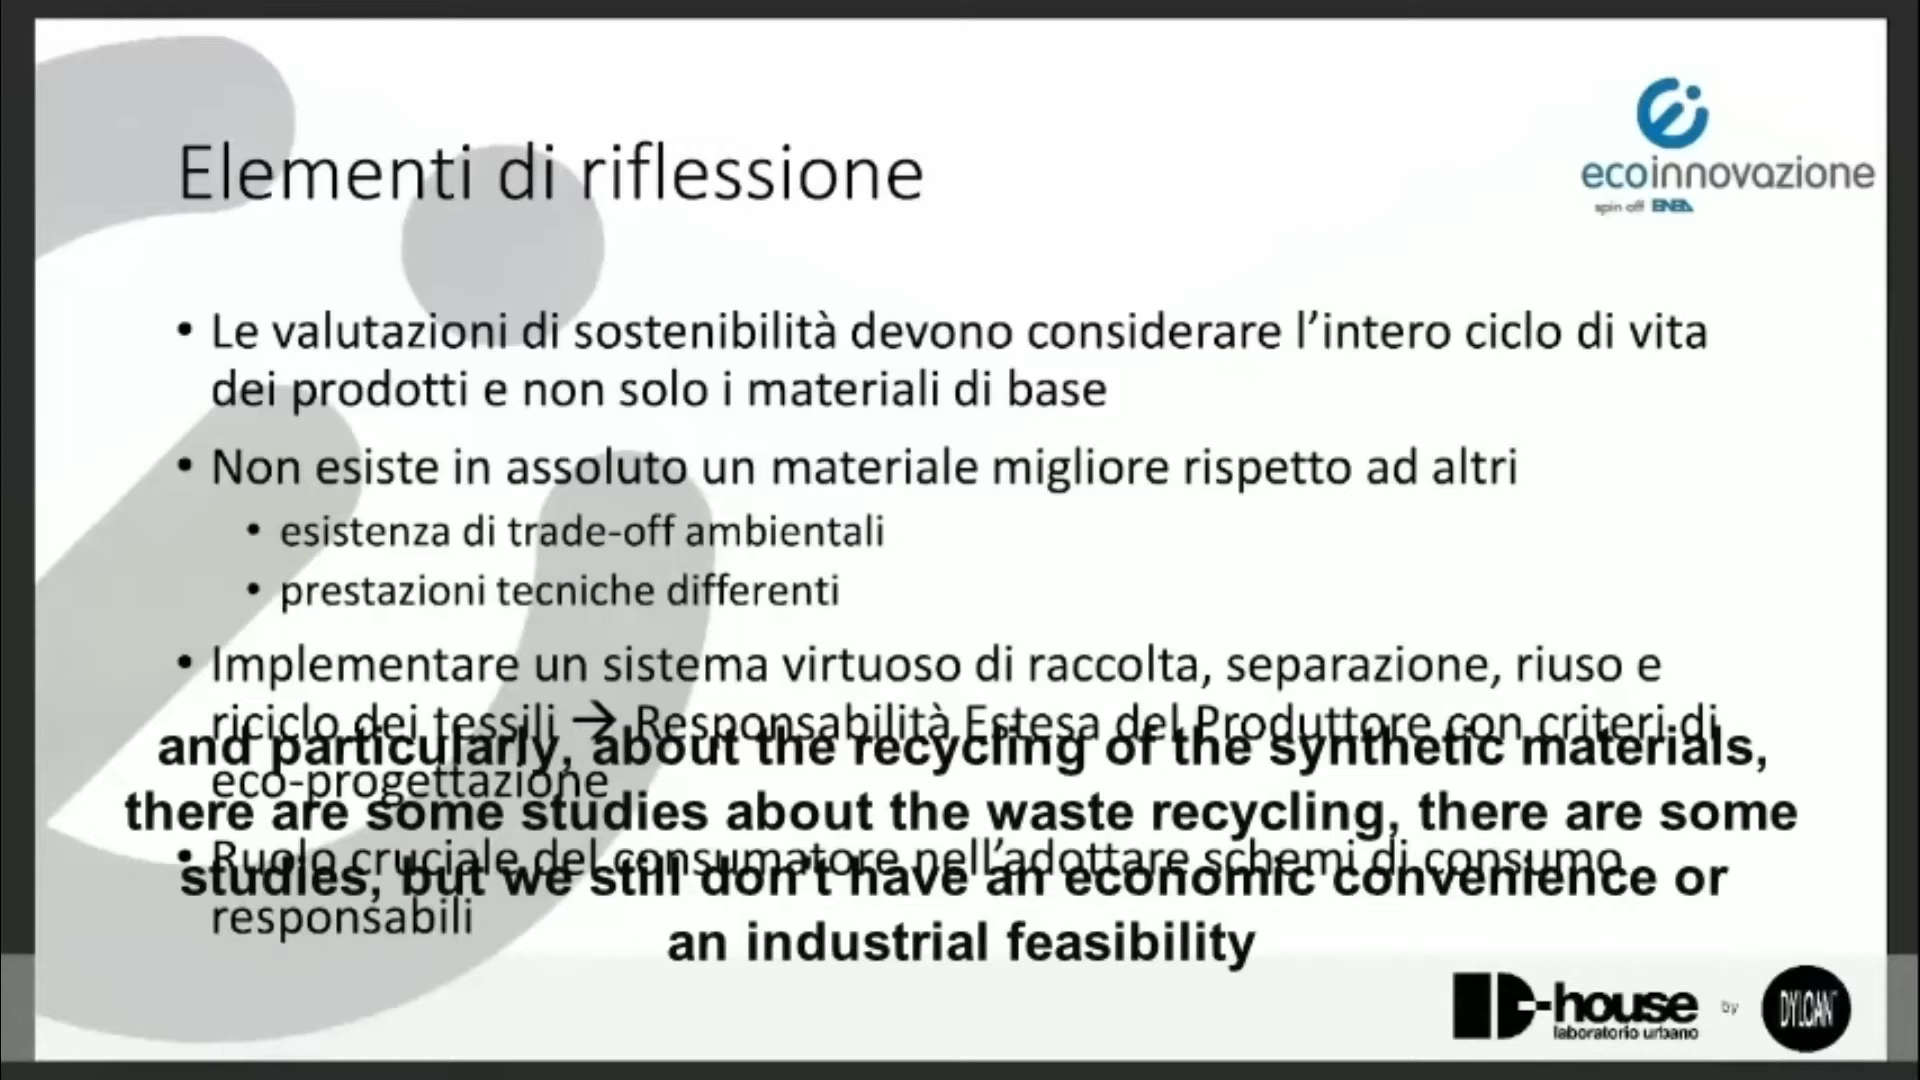 ecoinnovazione
spin off ENEA
Elementi di riflessione
• Le valutazioni di sostenibilità devono considerare l'intero ciclo di vita
dei prodotti e non solo i materiali di base
• Non esiste in assoluto un materiale migliore rispetto ad altri
• esistenza di trade-off ambientali
• prestazioni tecniche differenti
• Implementare un sistema virtuoso di raccolta, separazione, riuso e
riciclo dei tessili → Responsabilità Estesa del Produttore con criteri di
eco-progettazione
• Ruolo cruciale del consumatore nell'adottare schemi di consumo
responsabili
and particularly, about the recycling of the synthetic materials,
there are some studies about the waste recycling, there are some
studies, but we still don't have an economic convenience or
an industrial feasibility
D-house
laboratorio urbano
by
DYLOAN